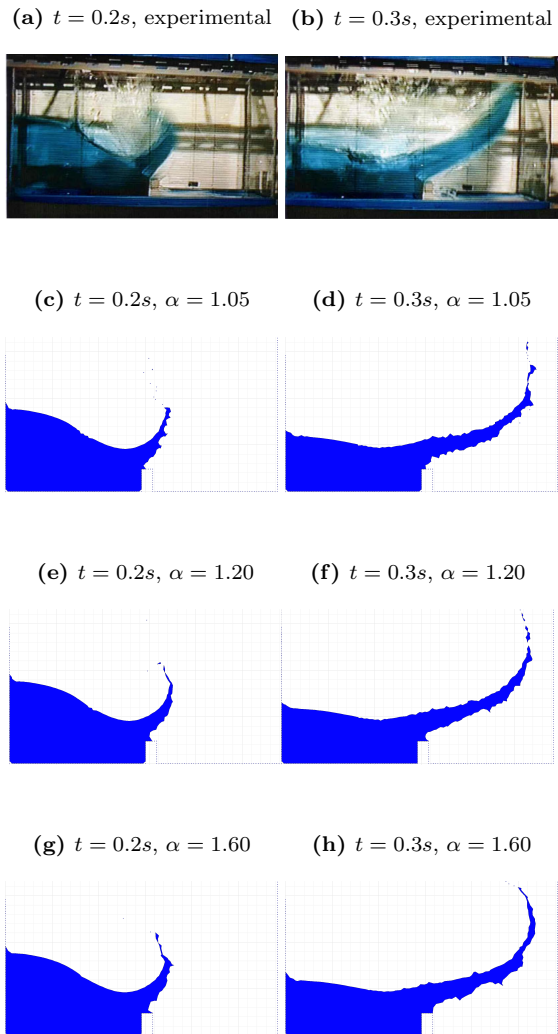 (a) t = 0.2s, experimental
(b) t = 0.3s, experimental
(c) t = 0.2s, α = 1.05
(d) t = 0.3s, α = 1.05
(e) t = 0.2s, α = 1.20
(f) t = 0.3s, α = 1.20
(g) t = 0.2s, α = 1.60
(h) t = 0.3s, α = 1.60